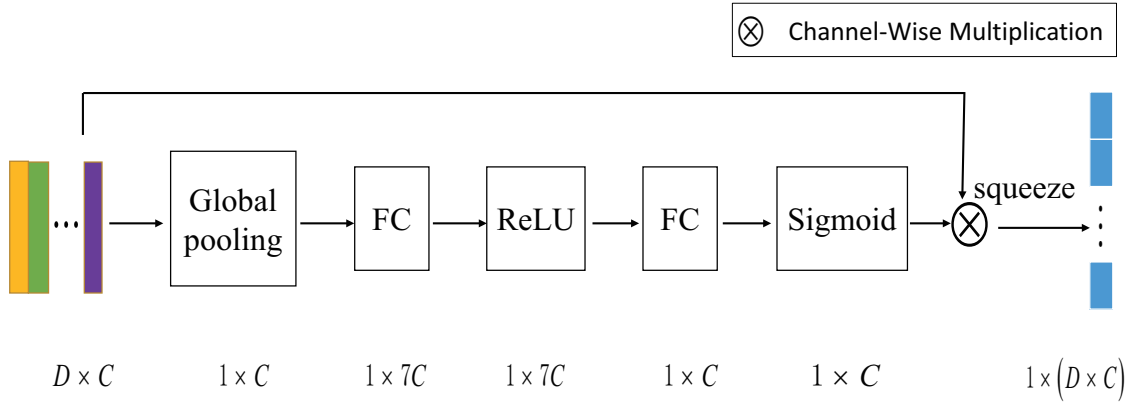 ⊗ Channel-Wise Multiplication
squeeze
Global
pooling
FC
ReLU
FC
Sigmoid
D × C
1 × C
1 × 7C
1 × 7C
1 × C
1 × C
1 × (D × C)